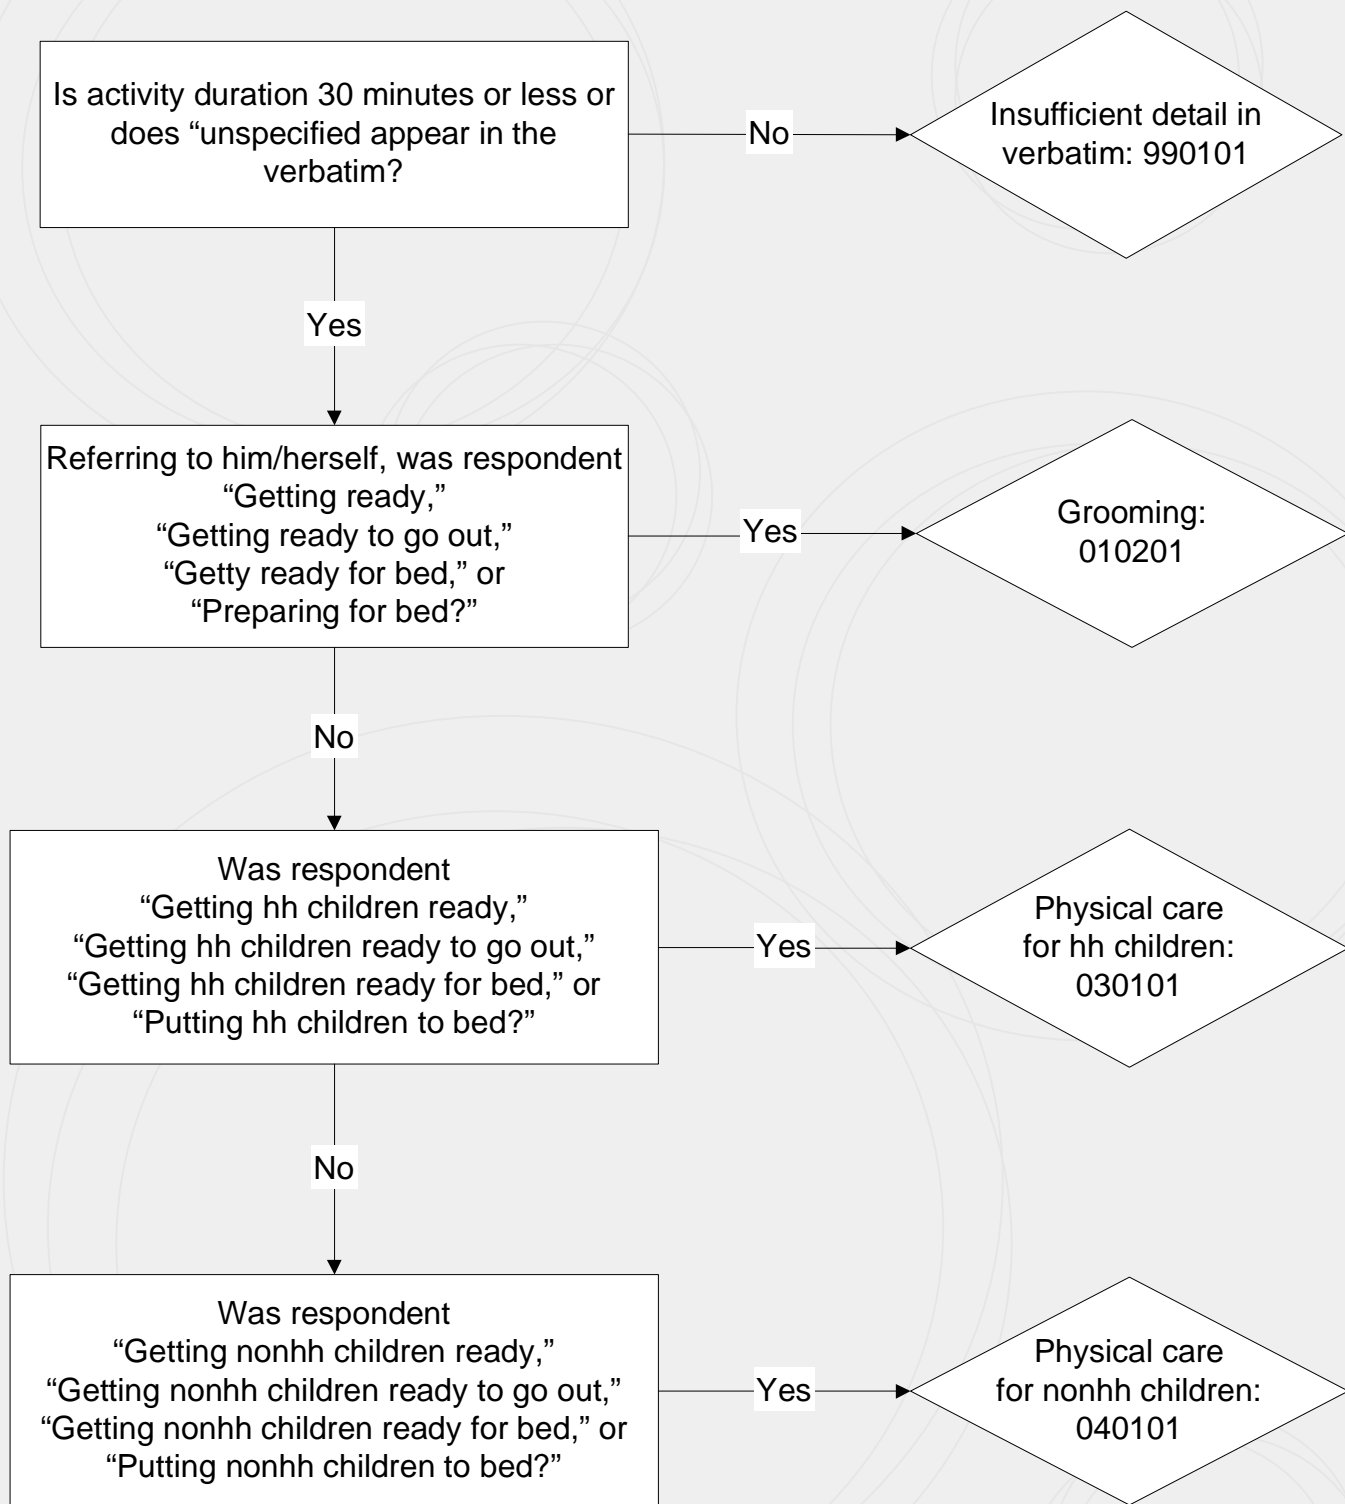 Is activity duration 30 minutes or less or
does “unspecified appear in the
verbatim?
No
Insufficient detail in
verbatim: 990101
Yes
Referring to him/herself, was respondent
“Getting ready,”
“Getting ready to go out,”
“Getty ready for bed,” or
“Preparing for bed?”
Yes
Grooming:
010201
No
Was respondent
“Getting hh children ready,”
“Getting hh children ready to go out,”
“Getting hh children ready for bed,” or
“Putting hh children to bed?”
Yes
Physical care
for hh children:
030101
No
Was respondent
“Getting nonhh children ready,”
“Getting nonhh children ready to go out,”
“Getting nonhh children ready for bed,” or
“Putting nonhh children to bed?”
Yes
Physical care
for nonhh children:
040101